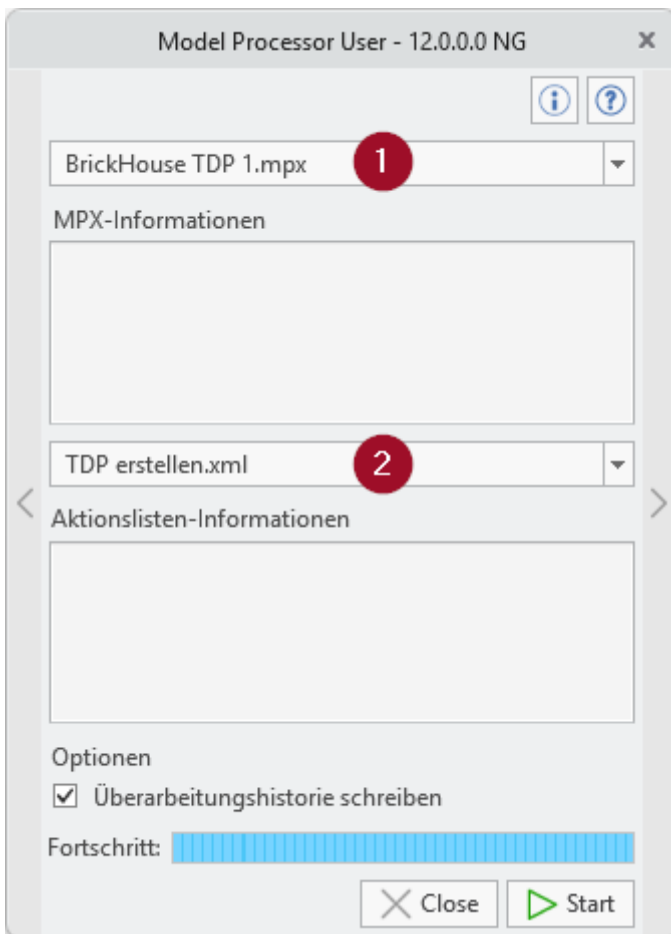 Model Processor User - 12.0.0.0 NG
BrickHouse TDP 1.mpx
1
MPX-Informationen
TDP erstellen.xml
2
Aktionslisten-Informationen
Optionen
Überarbeitungshistorie schreiben
Fortschritt:
Close Start